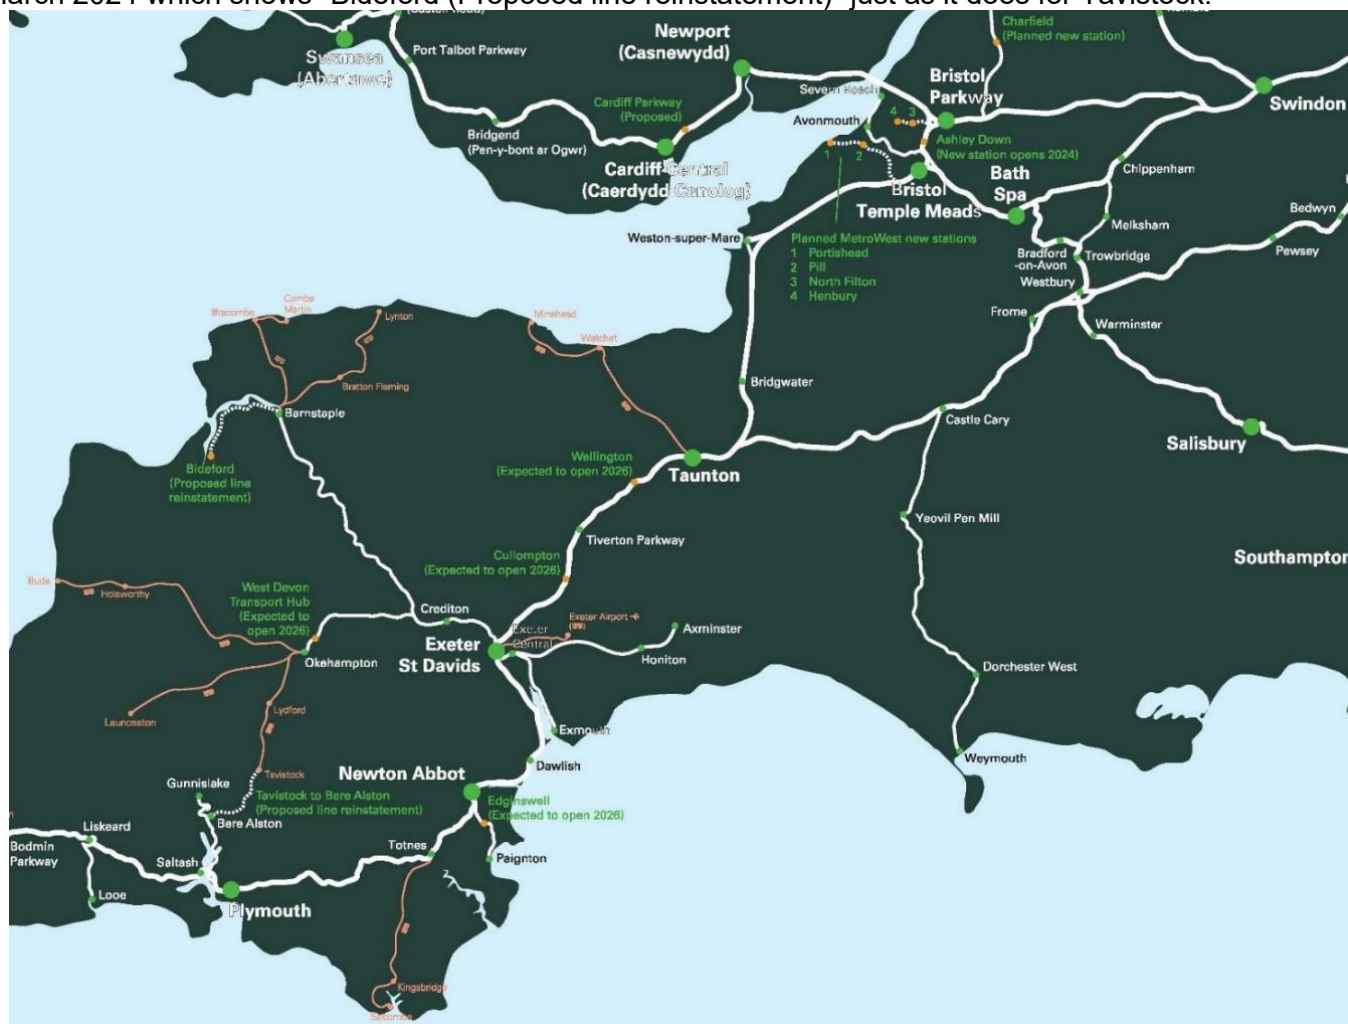 March 2024 which shows "Bideford (Proposed line reinstatement)" just as it does for Tavistock.
Swansea
(Abertawe)
Port Talbot Parkway
Bridgend
(Pen-y-bont ar Ogwr)
Newport
(Casnewydd)
Cardiff Parkway
(Proposed)
Cardiff Central
(Caerdydd Canolog)
Charfield
(Planned new station)
Bristol
Parkway
Severn Beach
Avonmouth
4 3
1 2
Ashley Down
(New station opens 2024)
Swindon
Chippenham
Bath
Spa
Bristol
Temple Meads
Melksham
Bedwyn
Pewsey
Weston-super-Mare
Planned MetroWest new stations
1 Portishead
2 Pill
3 North Filton
4 Henbury
Bradford
-on-Avon
Trowbridge
Westbury
Frome
Warminster
Ilfracombe
Combe
Martin
Lynton
Minehead
Watchet
Bratton Fleming
Barnstaple
Bridgwater
Castle Cary
Salisbury
Bideford
(Proposed line
reinstatement)
Wellington
(Expected to open 2026)
Taunton
Yeovil Pen Mill
Tiverton Parkway
Cullompton
(Expected to open 2026)
Southampton
Bude
Holsworthy
West Devon
Transport Hub
(Expected to
open 2026)
Crediton
Exeter
St Davids
Exeter
Central
Exeter Airport
Axminster
Honiton
Okehampton
Dorchester West
Launceston
Lydford
Exmouth
Weymouth
Dawlish
Newton Abbot
Tavistock
Gunnislake
Tavistock to Bere Alston
(Proposed line reinstatement)
Bere Alston
Edginswell
(Expected to open 2026)
Liskeard
Bodmin
Parkway
Saltash
Totnes
Paignton
Looe
Plymouth
Kingsbridge
Salcombe